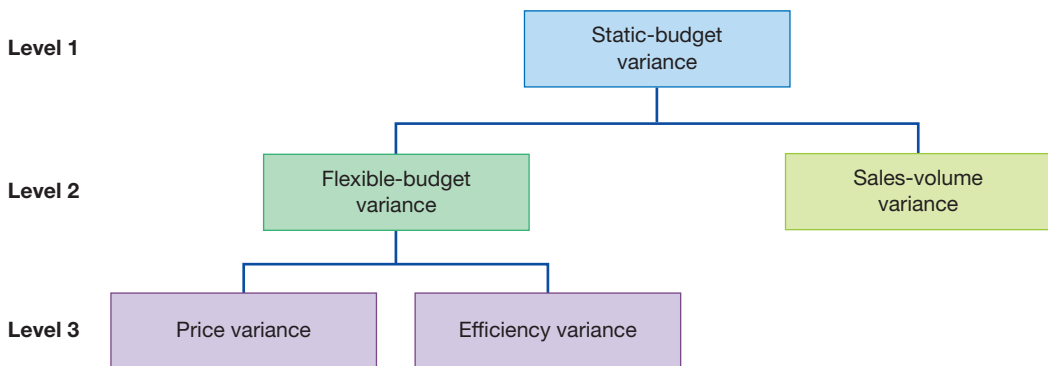 Level 1
Static-budget
variance
Level 2
Flexible-budget
variance
Sales-volume
variance
Level 3
Price variance
Efficiency variance